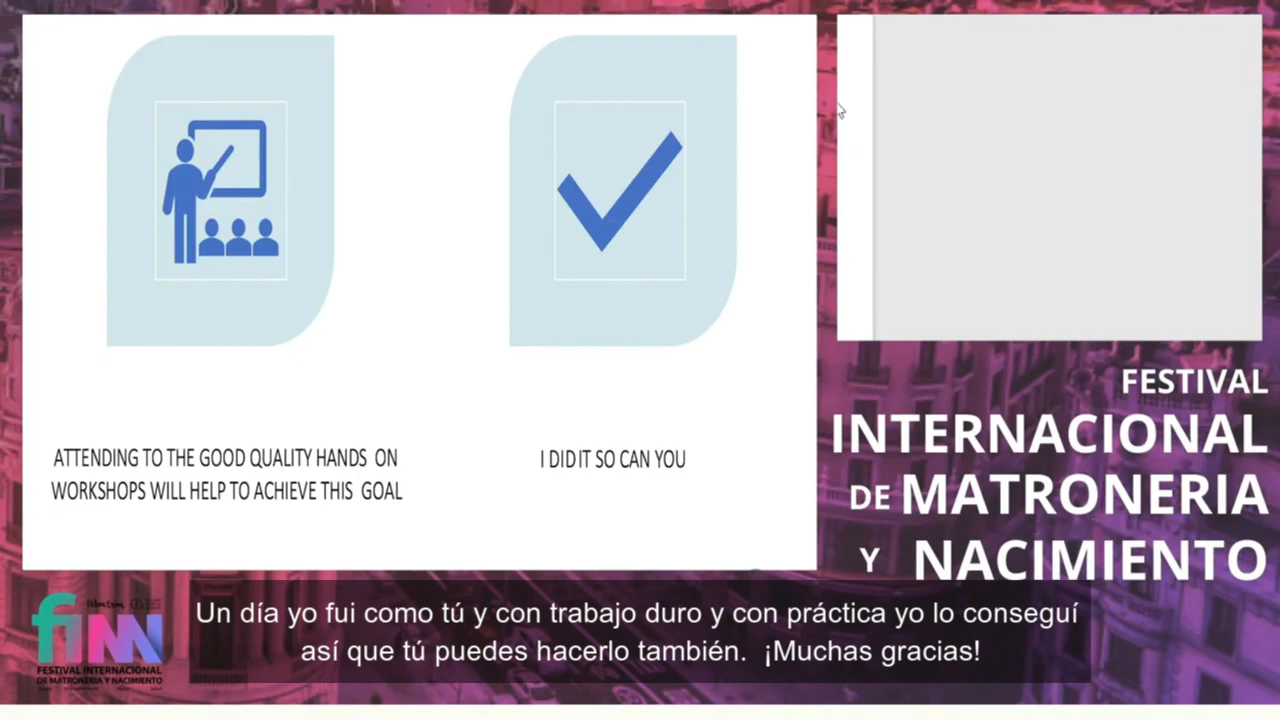 ATTENDING TO THE GOOD QUALITY HANDS ON
WORKSHOPS WILL HELP TO ACHIEVE THIS GOAL
I DID IT SO CAN YOU
FESTIVAL
INTERNACIONAL
DE MATRONERIA
Y NACIMIENTO
Un día yo fui como tú y con trabajo duro y con práctica yo lo conseguí
así que tú puedes hacerlo también. ¡Muchas gracias!
FESTIVAL INTERNACIONAL
DE MATRONERIA Y NACIMIENTO